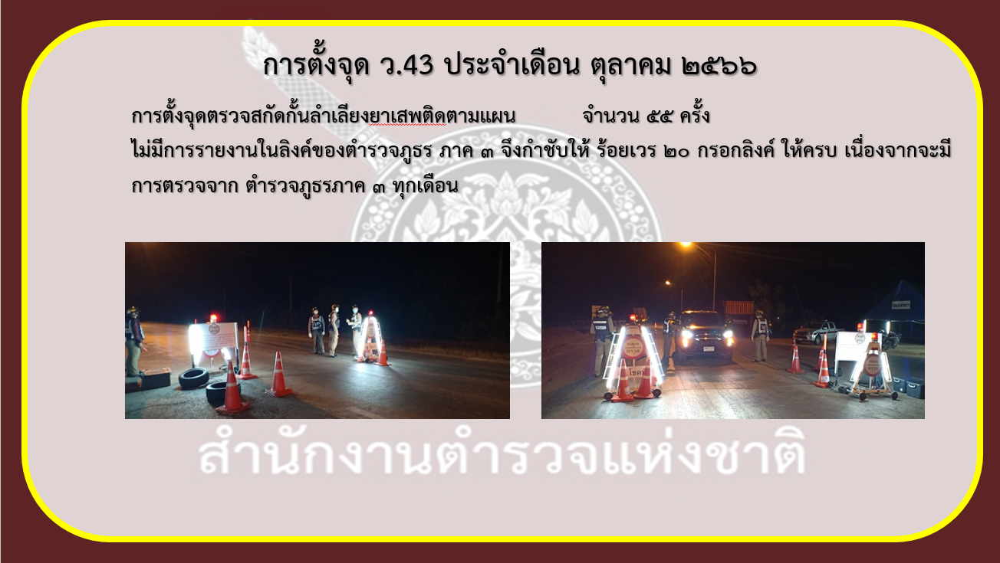 การตั้งจุด ว.43 ประจำเดือน ตุลาคม ๒๕๖๖
การตั้งจุดตรวจสกัดกั้นลำเลียงยาเสพติดตามแผน จำนวน ๕๕ ครั้ง
ไม่มีการรายงานในลิงค์ของตำรวจภูธร ภาค ๓ จึงกำชับให้ ร้อยเวร ๒๐ กรอกลิงค์ ให้ครบ เนื่องจากจะมี
การตรวจจาก ตำรวจภูธรภาค ๓ ทุกเดือน
หยุด
ตรวจ
สำนักงานตำรวจแห่งชาติ